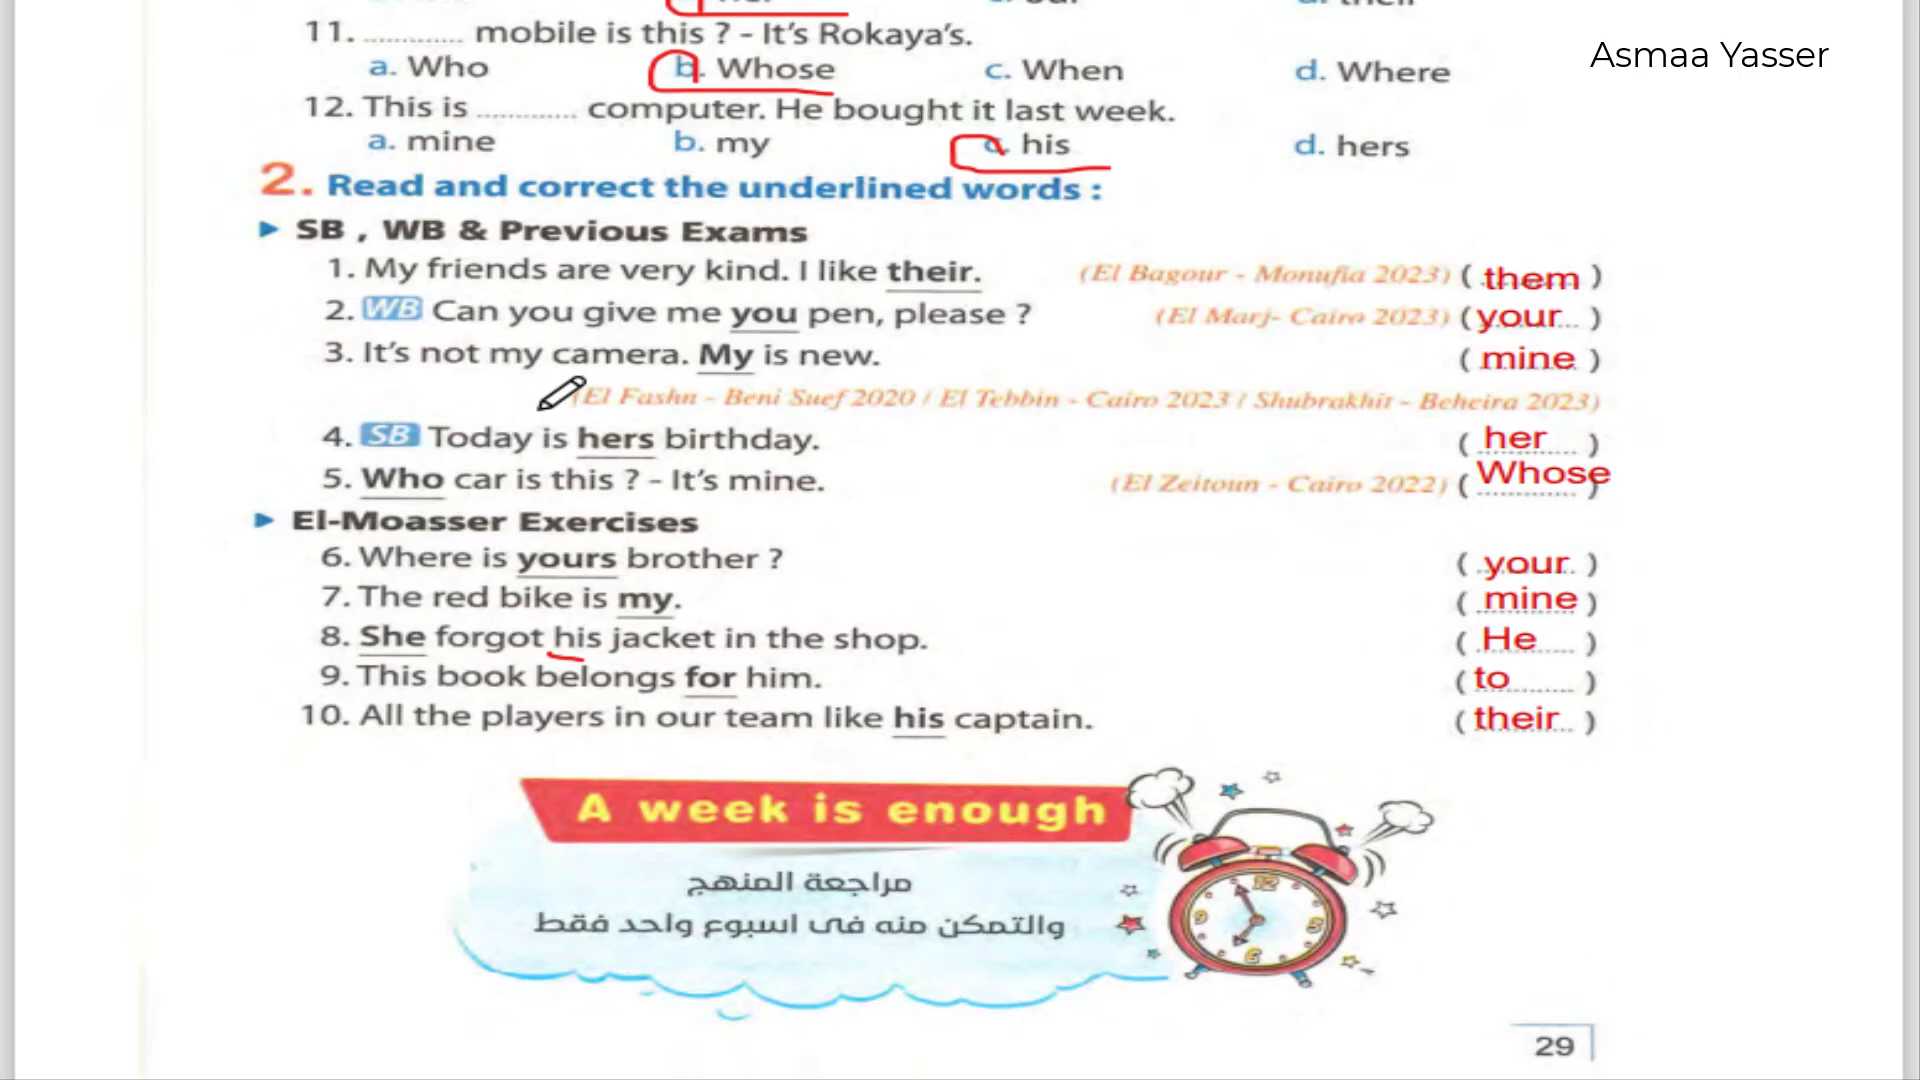 11. ............ mobile is this ? - It's Rokaya's.
Asmaa Yasser
a. Who b. Whose c. When d. Where
12. This is ............ computer. He bought it last week.
a. mine b. my c. his d. hers
2. Read and correct the underlined words :
► SB , WB & Previous Exams
1. My friends are very kind. I like their. (El Bagour - Monufia 2023) ( them )
2. WB Can you give me you pen, please ? (El Marj- Cairo 2023) ( your )
3. It's not my camera. My is new. ( mine )
(El Fashn - Beni Suef 2020 / El Tebbin - Cairo 2023 / Shubrakhit - Beheira 2023)
4. SB Today is hers birthday. ( her )
5. Who car is this ? - It's mine. (El Zeitoun - Cairo 2022) ( Whose )
► El-Moasser Exercises
6. Where is yours brother ? ( your )
7. The red bike is my. ( mine )
8. She forgot his jacket in the shop. ( He )
9. This book belongs for him. ( to )
10. All the players in our team like his captain. ( their )
A week is enough
مراجعة المنهج
والتمكن منه فى اسبوع واحد فقط
29